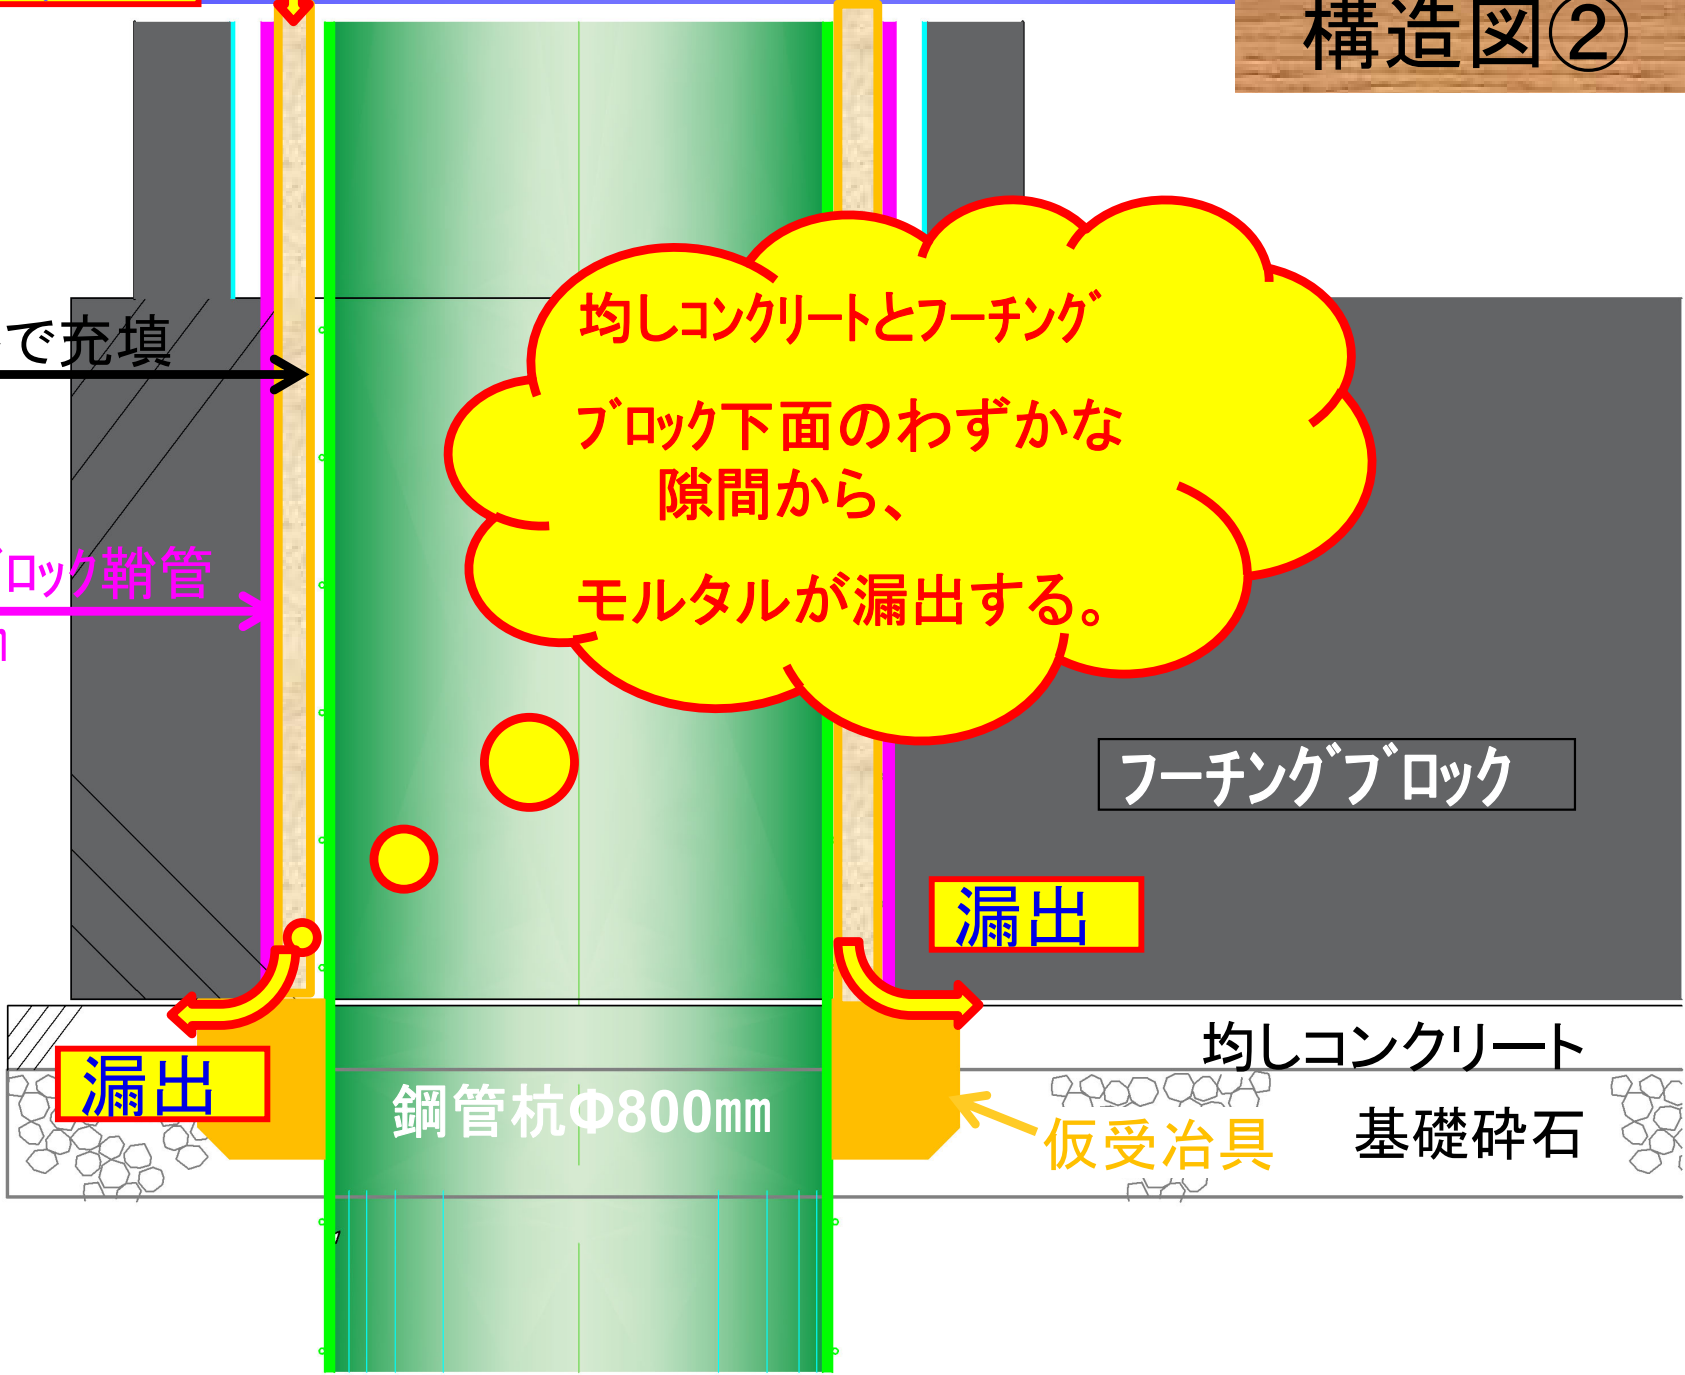 構造図②
で充填
均しコンクリートとフーチング
ブロック下面のわずかな
隙間から、
モルタルが漏出する。
ロック鞘管
フーチングブロック
漏出
均しコンクリート
漏出
鋼管杭Φ800mm
仮受冶具
基礎砕石